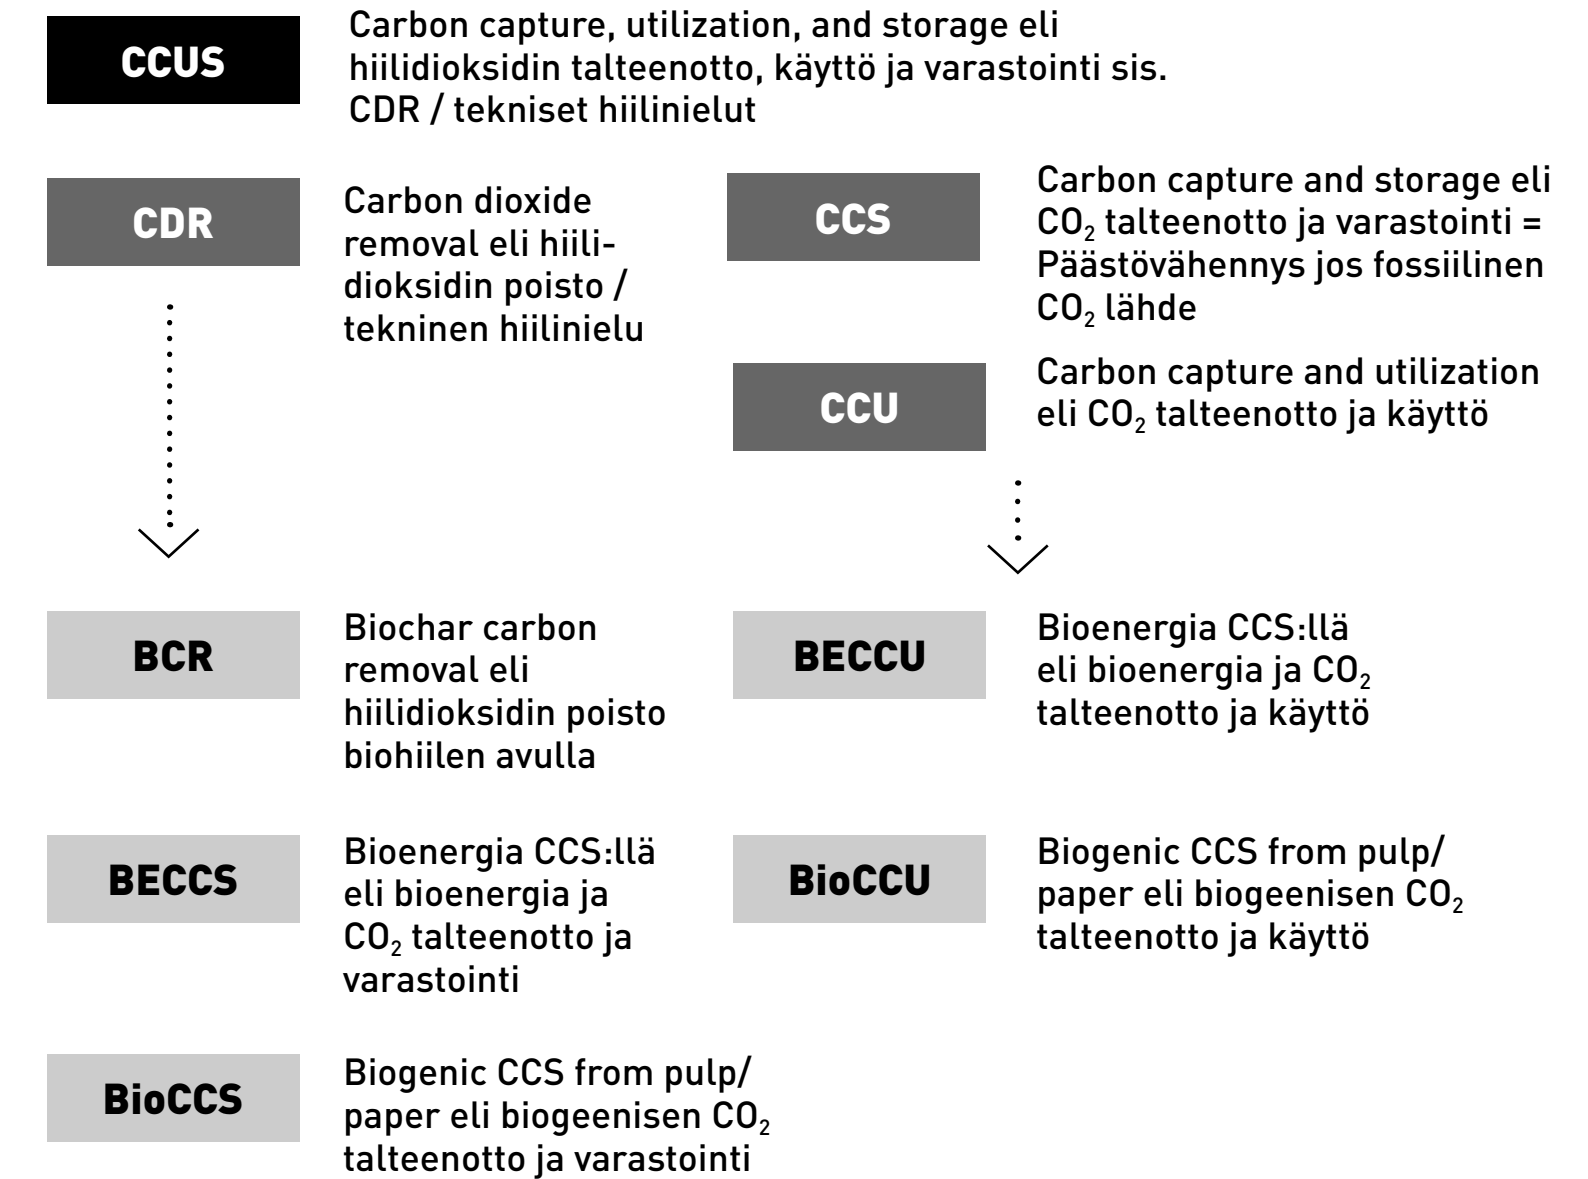 CCUS
Carbon capture, utilization, and storage eli
hiilidioksidin talteenotto, käyttö ja varastointi sis.
CDR / tekniset hiilinielut
CDR
Carbon dioxide
removal eli hiili-
dioksidin poisto /
tekninen hiilinielu
CCS
Carbon capture and storage eli
CO₂ talteenotto ja varastointi =
Päästövähennys jos fossiilinen
CO₂ lähde
CCU
Carbon capture and utilization
eli CO₂ talteenotto ja käyttö
BCR
Biochar carbon
removal eli
hiilidioksidin poisto
biohiilen avulla
BECCU
Bioenergia CCS:llä
eli bioenergia ja CO₂
talteenotto ja käyttö
BECCS
Bioenergia CCS:llä
eli bioenergia ja
CO₂ talteenotto ja
varastointi
BioCCU
Biogenic CCS from pulp/
paper eli biogeenisen CO₂
talteenotto ja käyttö
BioCCS
Biogenic CCS from pulp/
paper eli biogeenisen CO₂
talteenotto ja varastointi